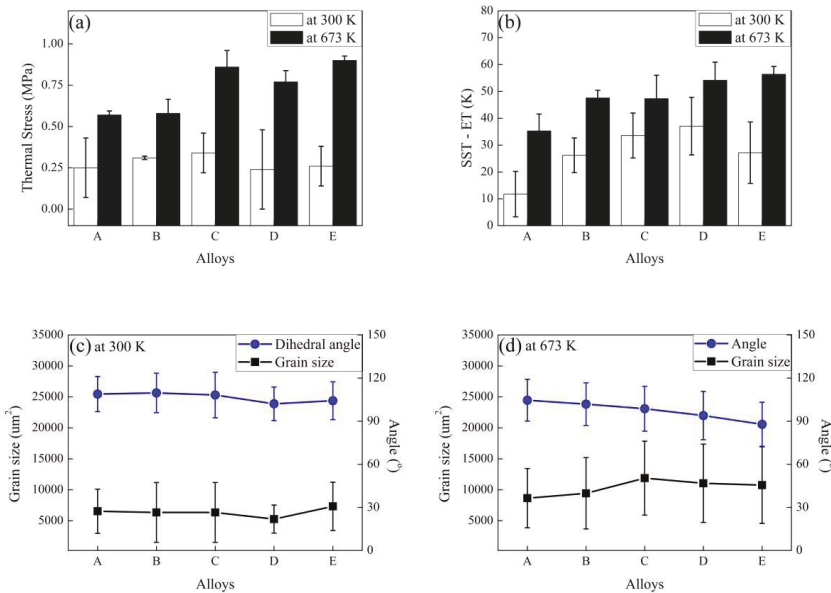 (a)
at 300 K
at 673 K
Thermal Stress (MPa)
1.00
0.75
0.50
0.25
0.00
A B C D E
Alloys
(b)
at 300 K
at 673 K
SST - ET (K)
80
70
60
50
40
30
20
10
0
-10
A B C D E
Alloys
(c) at 300 K
Dihedral angle
Grain size
Grain size (um²)
35000
30000
25000
20000
15000
10000
5000
150
120
90
60
30
0
Angle (°)
A B C D E
Alloys
(d) at 673 K
Angle
Grain size
Grain size (um²)
35000
30000
25000
20000
15000
10000
5000
150
120
90
60
30
0
Angle (°)
A B C D E
Alloys